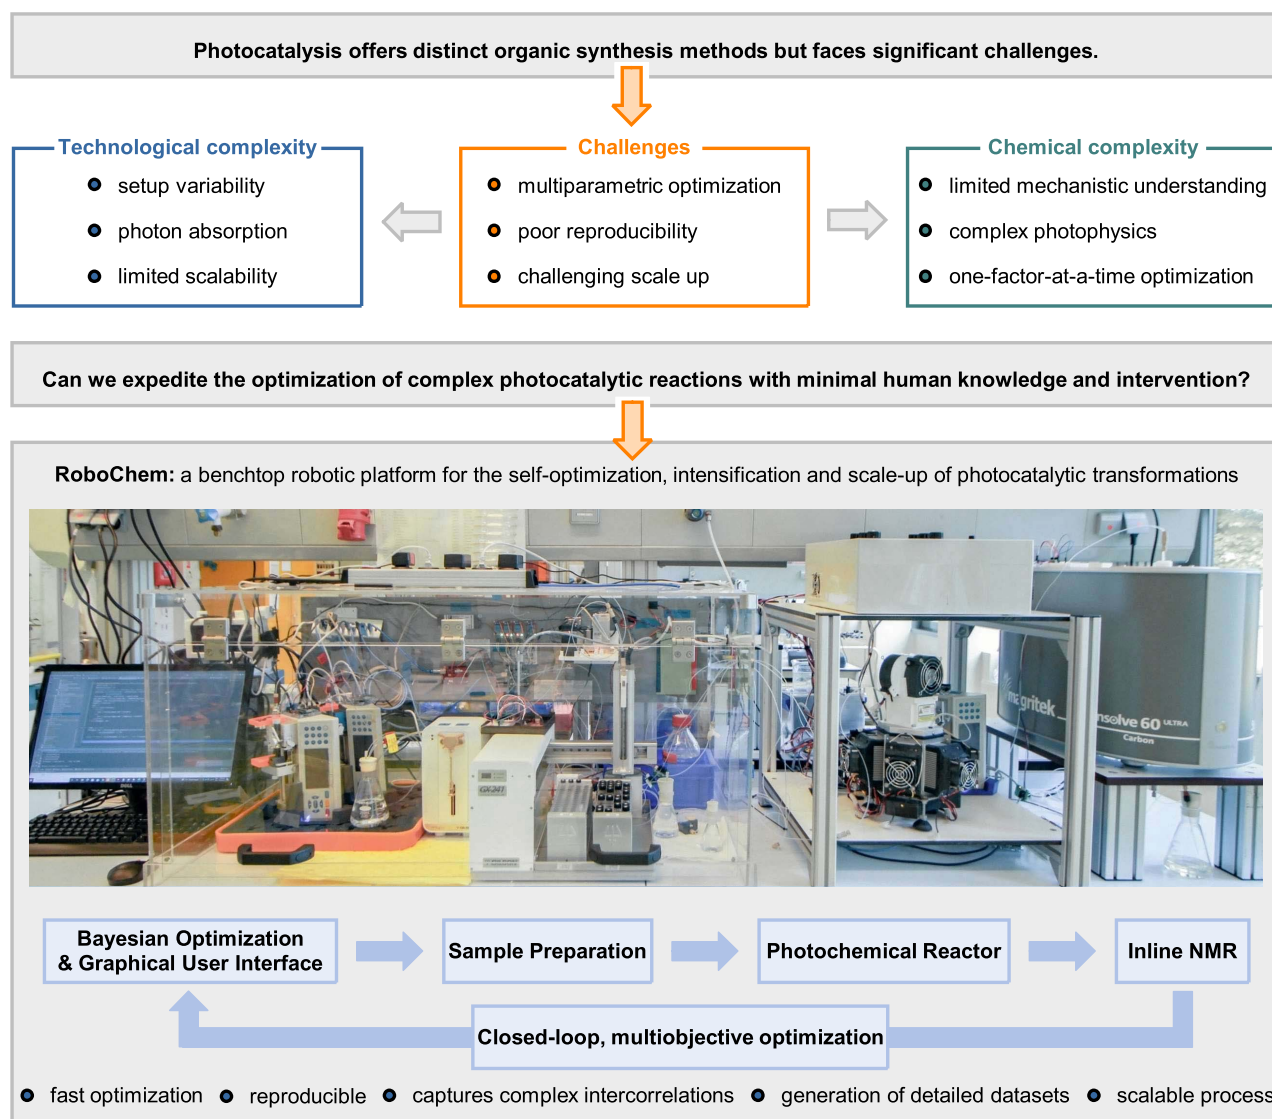 Photocatalysis offers distinct organic synthesis methods but faces significant challenges.
Technological complexity
setup variability
photon absorption
limited scalability
Challenges
multiparametric optimization
poor reproducibility
challenging scale up
Chemical complexity
limited mechanistic understanding
complex photophysics
one-factor-at-a-time optimization
Can we expedite the optimization of complex photocatalytic reactions with minimal human knowledge and intervention?
RoboChem: a benchtop robotic platform for the self-optimization, intensification and scale-up of photocatalytic transformations
magritek
nsolve 60 ULTRA
Carbon
GX-241
Bayesian Optimization
& Graphical User Interface
Sample Preparation
Photochemical Reactor
Inline NMR
Closed-loop, multiobjective optimization
fast optimization
reproducible
captures complex intercorrelations
generation of detailed datasets
scalable process